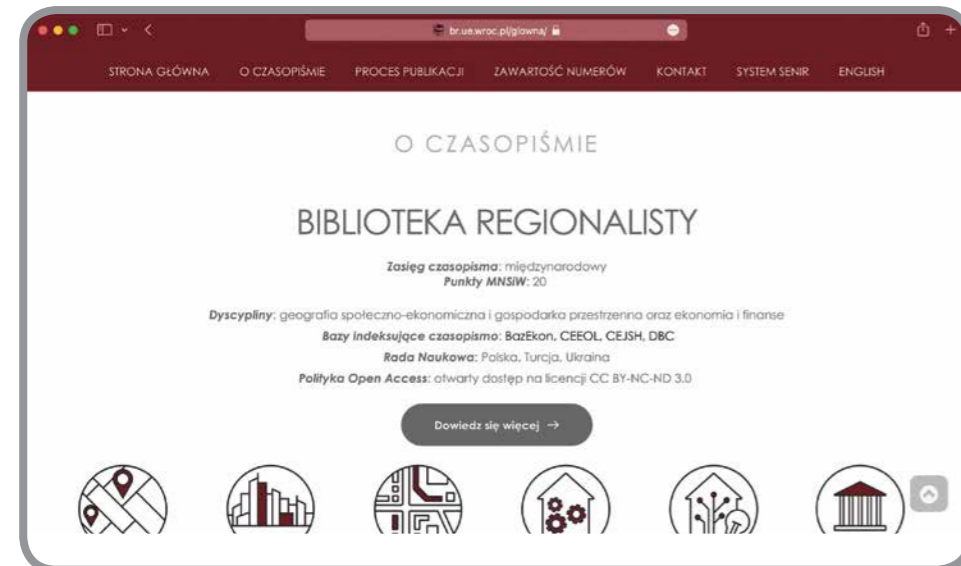 br.ue.wroc.pl/glowna/
STRONA GŁÓWNA O CZASOPIŚMIE PROCES PUBLIKACJI ZAWARTOŚĆ NUMERÓW KONTAKT SYSTEM SENIR ENGLISH
O CZASOPIŚMIE
BIBLIOTEKA REGIONALISTY
Zasięg czasopisma: międzynarodowy
Punkty MNSiW: 20
Dyscypliny: geografia społeczno-ekonomiczna i gospodarka przestrzenna oraz ekonomia i finanse
Bazy indeksujące czasopismo: BazEkon, CEEOL, CEJSH, DBC
Rada Naukowa: Polska, Turcja, Ukraina
Polityka Open Access: otwarty dostęp na licencji CC BY-NC-ND 3.0
Dowiedz się więcej →